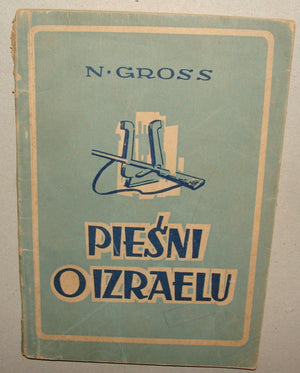 N·GROSS
PIEŚNI
O IZRAELU